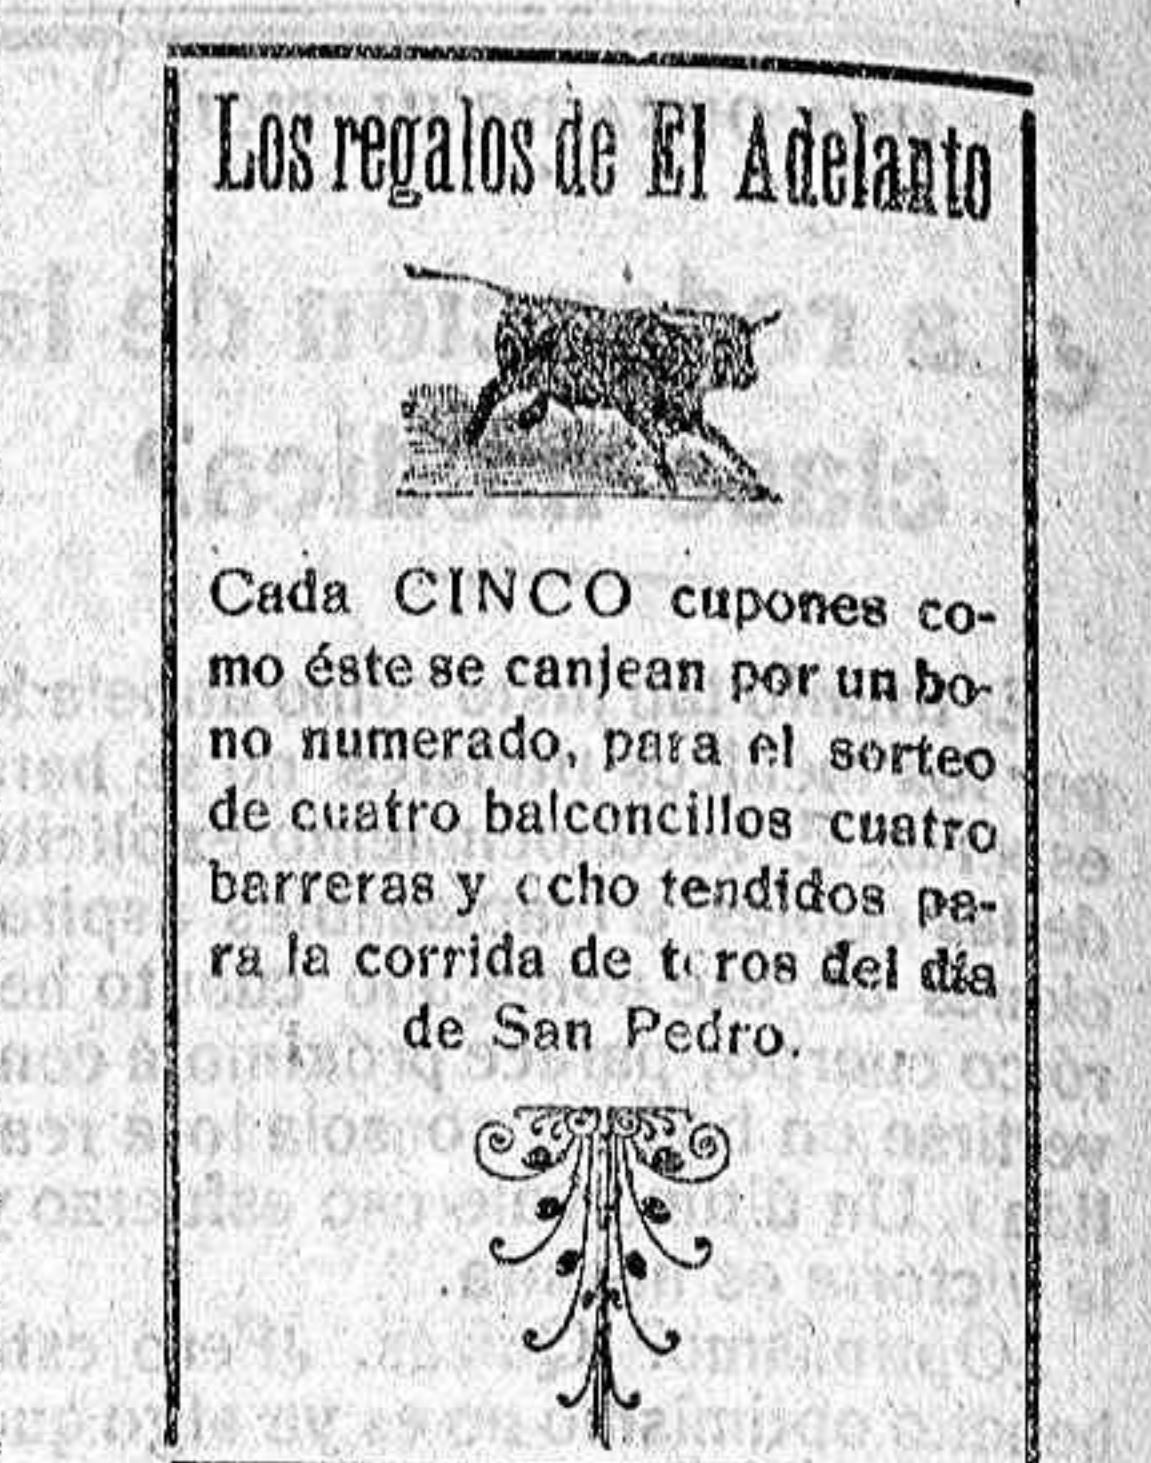 Los regalos de El Adelanto
Cada CINCO cupones co-
mo éste se canjean por un bo-
no numerado, para el sorteo
de cuatro balconcillos cuatro
barreras y ocho tendidos pa-
ra la corrida de toros del día
de San Pedro.